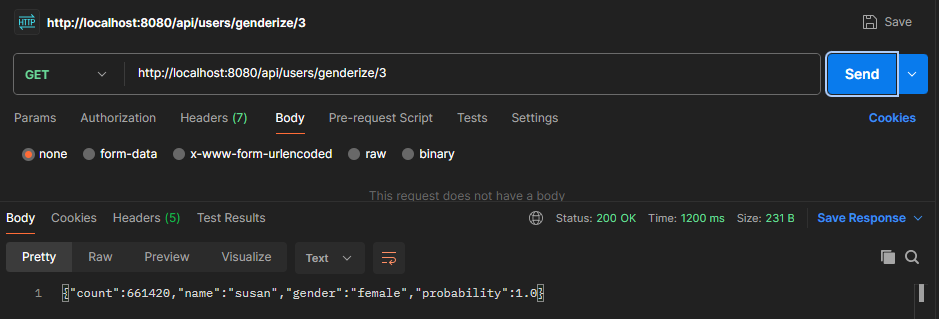 HTTP http://localhost:8080/api/users/genderize/3 Save
GET http://localhost:8080/api/users/genderize/3 Send
Params Authorization Headers (7) Body Pre-request Script Tests Settings Cookies
none form-data x-www-form-urlencoded raw binary
This request does not have a body
Body Cookies Headers (5) Test Results Status: 200 OK Time: 1200 ms Size: 231 B Save Response
Pretty Raw Preview Visualize Text
1 {"count":661420,"name":"susan","gender":"female","probability":1.0}